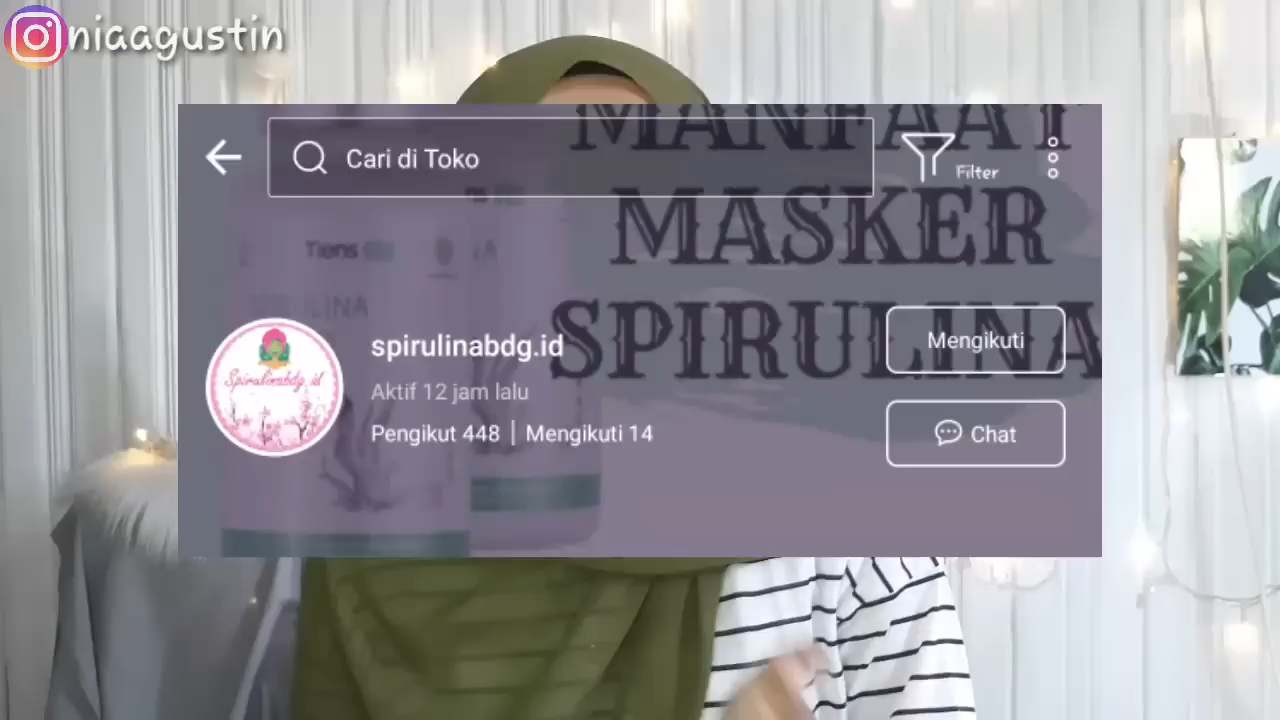 niaagustin
MANFAAT
Cari di Toko
Filter
MASKER
Tiens
SPIRULINA
SPIRULINA
spirulinabdg.id
Mengikuti
Spirulinabdg.id
Aktif 12 jam lalu
Pengikut 448 | Mengikuti 14
Chat